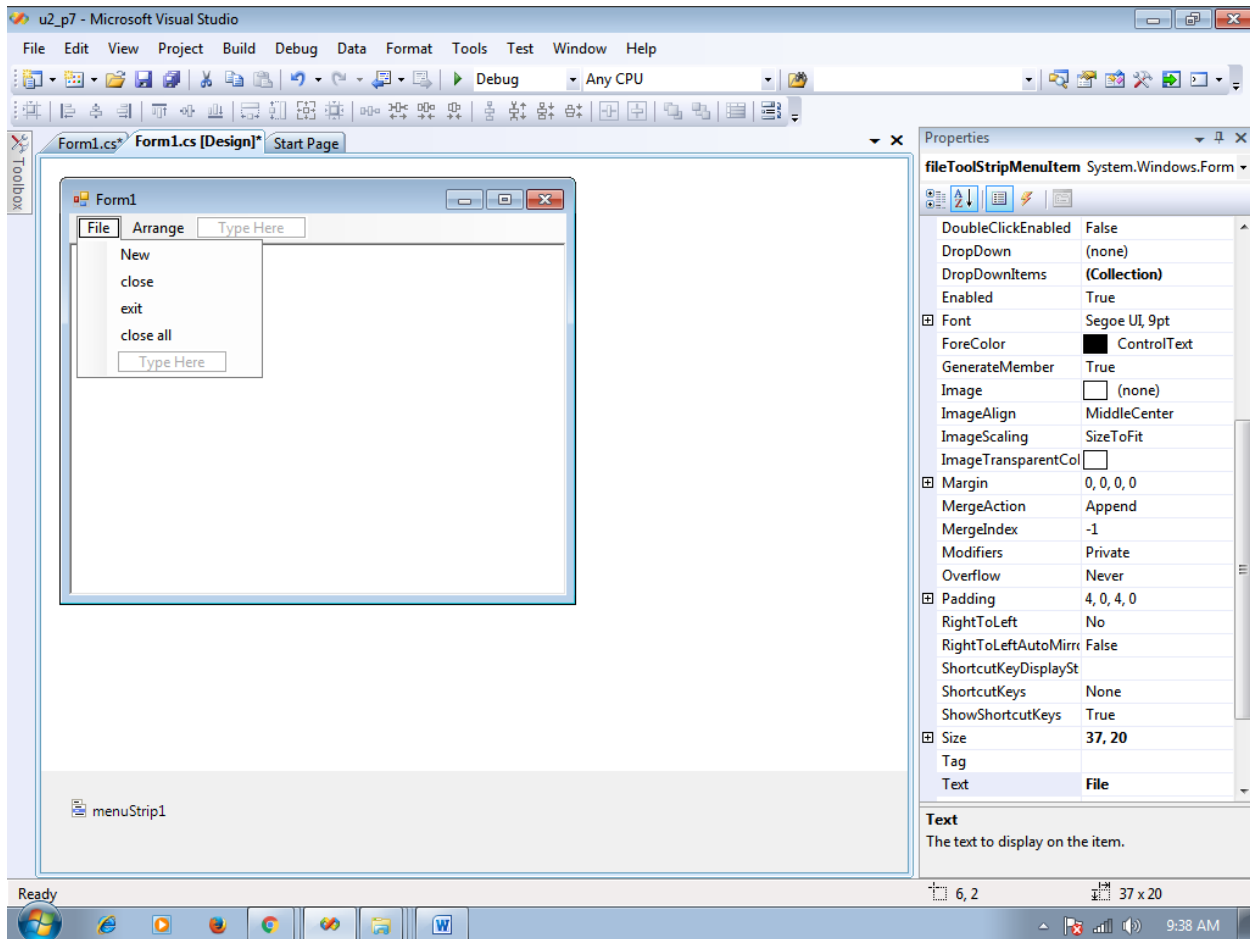 u2_p7 - Microsoft Visual Studio
File Edit View Project Build Debug Data Format Tools Test Window Help
Debug Any CPU
Form1.cs* Form1.cs [Design]* Start Page
Toolbox
Form1
File Arrange Type Here
New
close
exit
close all
Type Here
menuStrip1
Properties
fileToolStripMenuItem System.Windows.Form
DoubleClickEnabled False
DropDown (none)
DropDownItems (Collection)
Enabled True
Font Segoe UI, 9pt
ForeColor ControlText
GenerateMember True
Image (none)
ImageAlign MiddleCenter
ImageScaling SizeToFit
ImageTransparentCol
Margin 0, 0, 0, 0
MergeAction Append
MergeIndex -1
Modifiers Private
Overflow Never
Padding 4, 0, 4, 0
RightToLeft No
RightToLeftAutoMirr False
ShortcutKeyDisplaySt
ShortcutKeys None
ShowShortcutKeys True
Size 37, 20
Tag
Text File
Text
The text to display on the item.
Ready 6, 2 37 x 20
9:38 AM